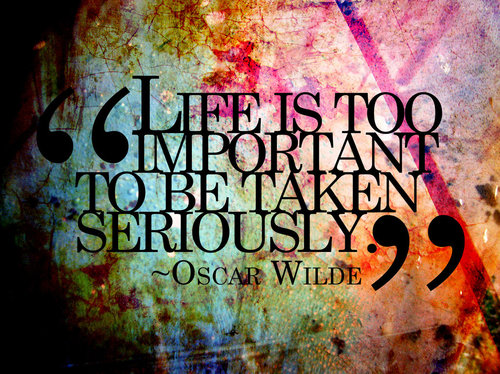 “LIFE IS TOO
IMPORTANT
TO BE TAKEN
SERIOUSLY.”
~OSCAR WILDE